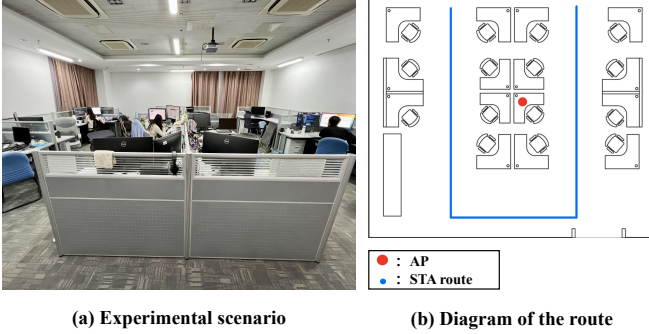 ● : AP
● : STA route
(a) Experimental scenario
(b) Diagram of the route